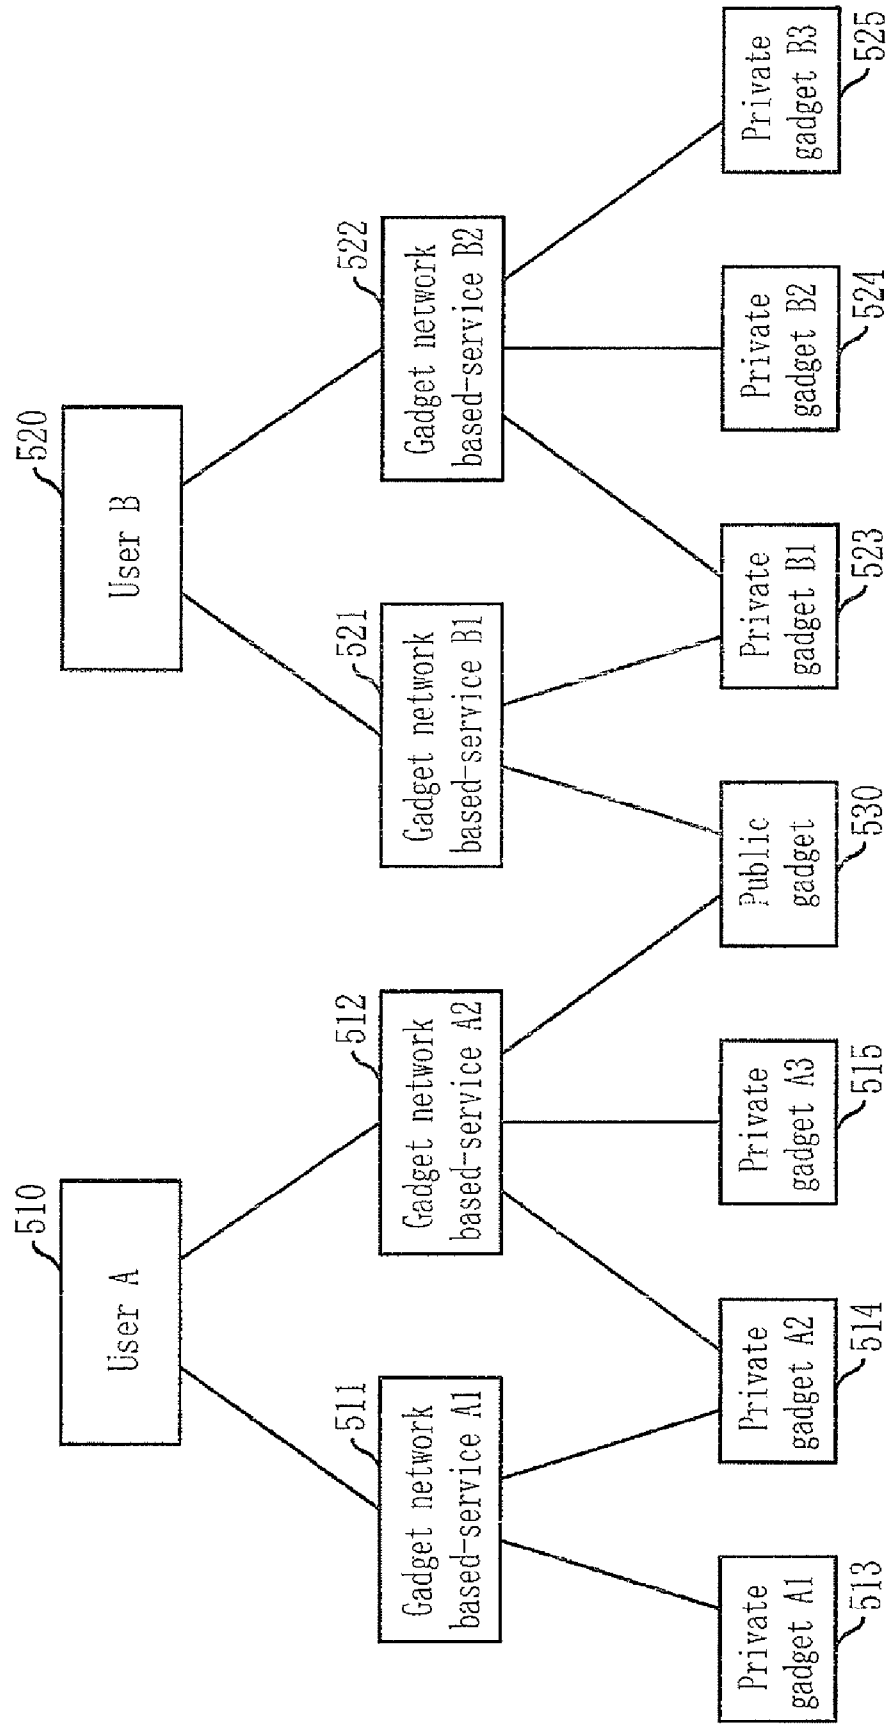 510
User A
520
User B
511
Gadget network
based-service A1
512
Gadget network
based-service A2
521
Gadget network
based-service B1
522
Gadget network
based-service B2
Private
gadget A1
513
Private
gadget A2
514
Private
gadget A3
515
Public
gadget
530
Private
gadget B1
523
Private
gadget B2
524
Private
gadget B3
525